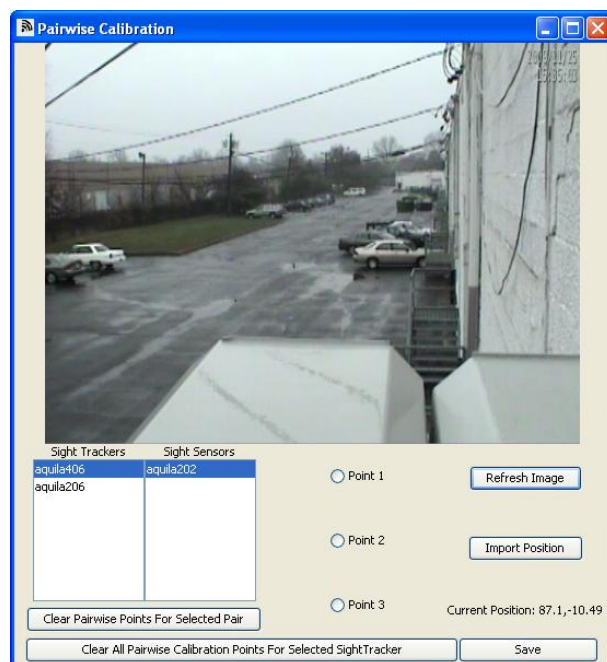 Pairwise Calibration
Sight Trackers Sight Sensors
aquila406 aquila202
aquila206
Point 1
Refresh Image
Point 2
Import Position
Point 3
Current Position: 87.1,-10.49
Clear Pairwise Points For Selected Pair
Clear All Pairwise Calibration Points For Selected SightTracker
Save